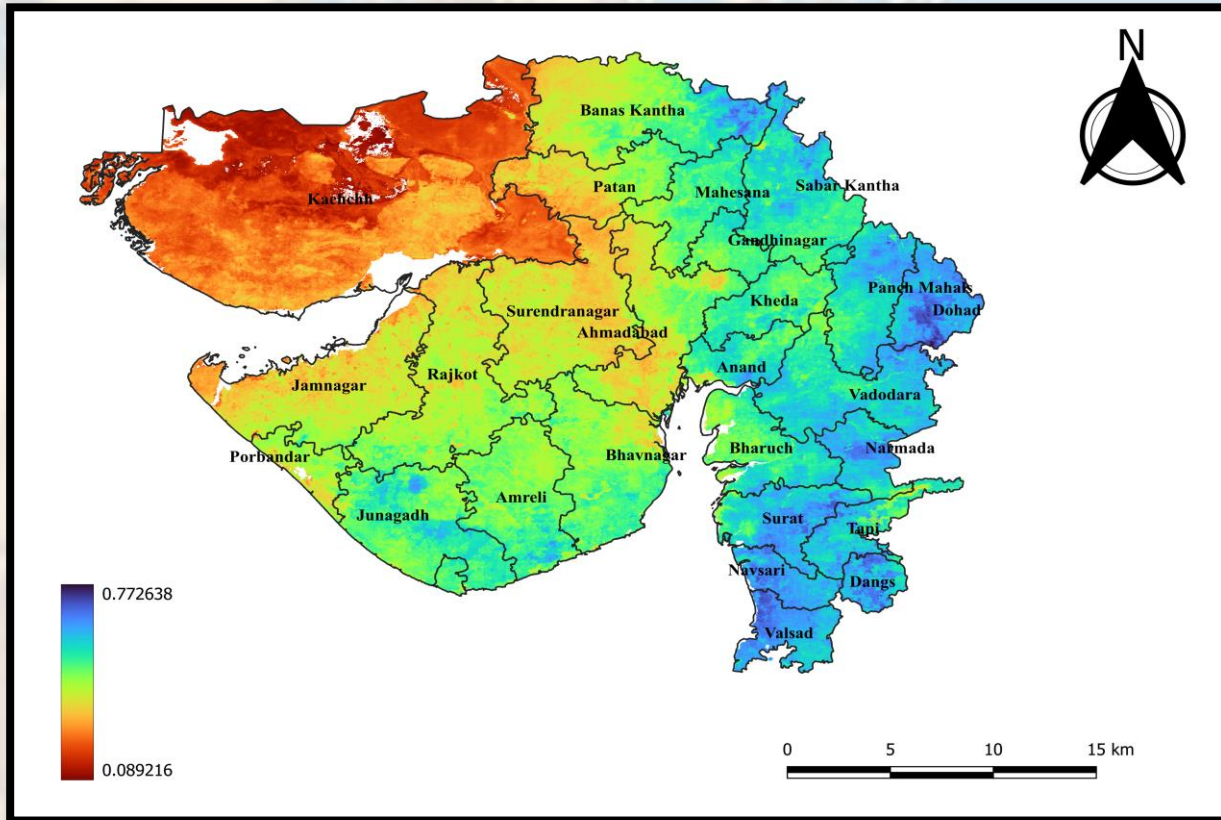 N
Banas Kantha
Patan
Mahesana
Sabar Kantha
Kachchh
Gandhinagar
Panch Mahals
Dohad
Kheda
Surendranagar
Ahmadabad
Anand
Jamnagar
Rajkot
Vadodara
Porbandar
Bhavnagar
Bharuch
Narmada
Amreli
Junagadh
Surat
Tapi
Navsari
Dangs
Valsad
0.772638
0.089216
0 5 10 15 km